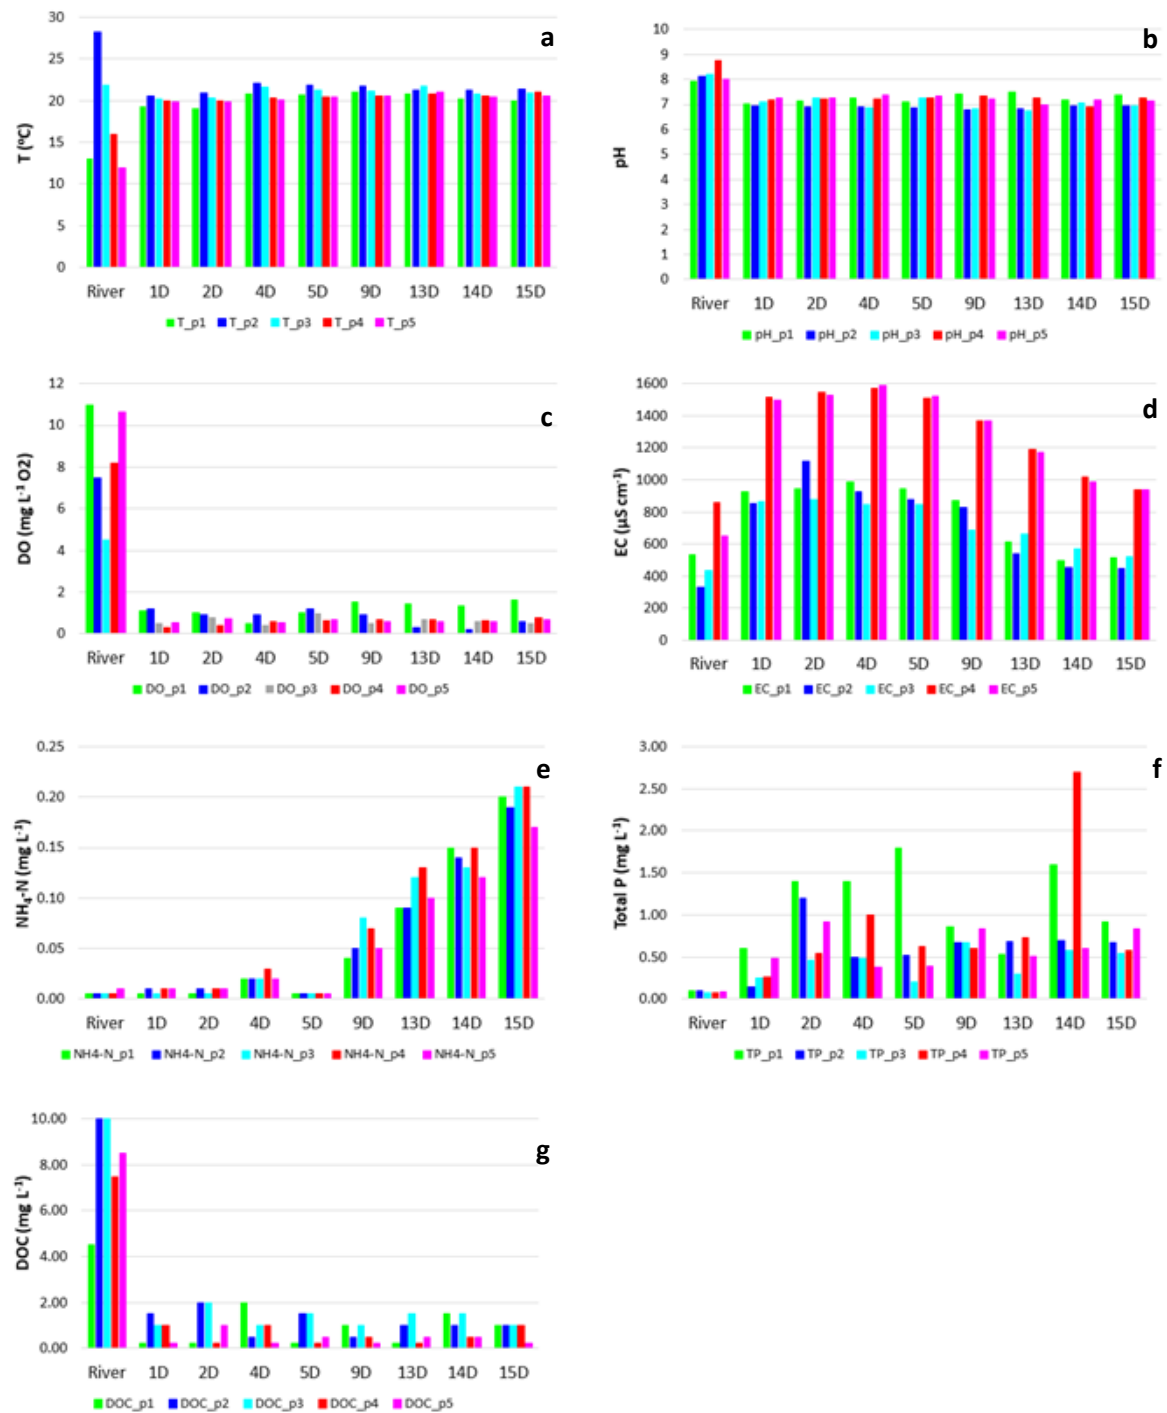 a
T (ºC)
30
25
20
15
10
5
0
River 1D 2D 4D 5D 9D 13D 14D 15D
T_p1 T_p2 T_p3 T_p4 T_p5
b
pH
10
9
8
7
6
5
4
3
2
1
0
River 1D 2D 4D 5D 9D 13D 14D 15D
pH_p1 pH_p2 pH_p3 pH_p4 pH_p5
c
DO (mg L⁻¹ O2)
12
10
8
6
4
2
0
River 1D 2D 4D 5D 9D 13D 14D 15D
DO_p1 DO_p2 DO_p3 DO_p4 DO_p5
d
EC (µS cm⁻¹)
1600
1400
1200
1000
800
600
400
200
0
River 1D 2D 4D 5D 9D 13D 14D 15D
EC_p1 EC_p2 EC_p3 EC_p4 EC_p5
e
NH₄-N (mg L⁻¹)
0.25
0.20
0.15
0.10
0.05
0.00
River 1D 2D 4D 5D 9D 13D 14D 15D
NH4-N_p1 NH4-N_p2 NH4-N_p3 NH4-N_p4 NH4-N_p5
f
Total P (mg L⁻¹)
3.00
2.50
2.00
1.50
1.00
0.50
0.00
River 1D 2D 4D 5D 9D 13D 14D 15D
TP_p1 TP_p2 TP_p3 TP_p4 TP_p5
g
DOC (mg L⁻¹)
10.00
8.00
6.00
4.00
2.00
0.00
River 1D 2D 4D 5D 9D 13D 14D 15D
DOC_p1 DOC_p2 DOC_p3 DOC_p4 DOC_p5